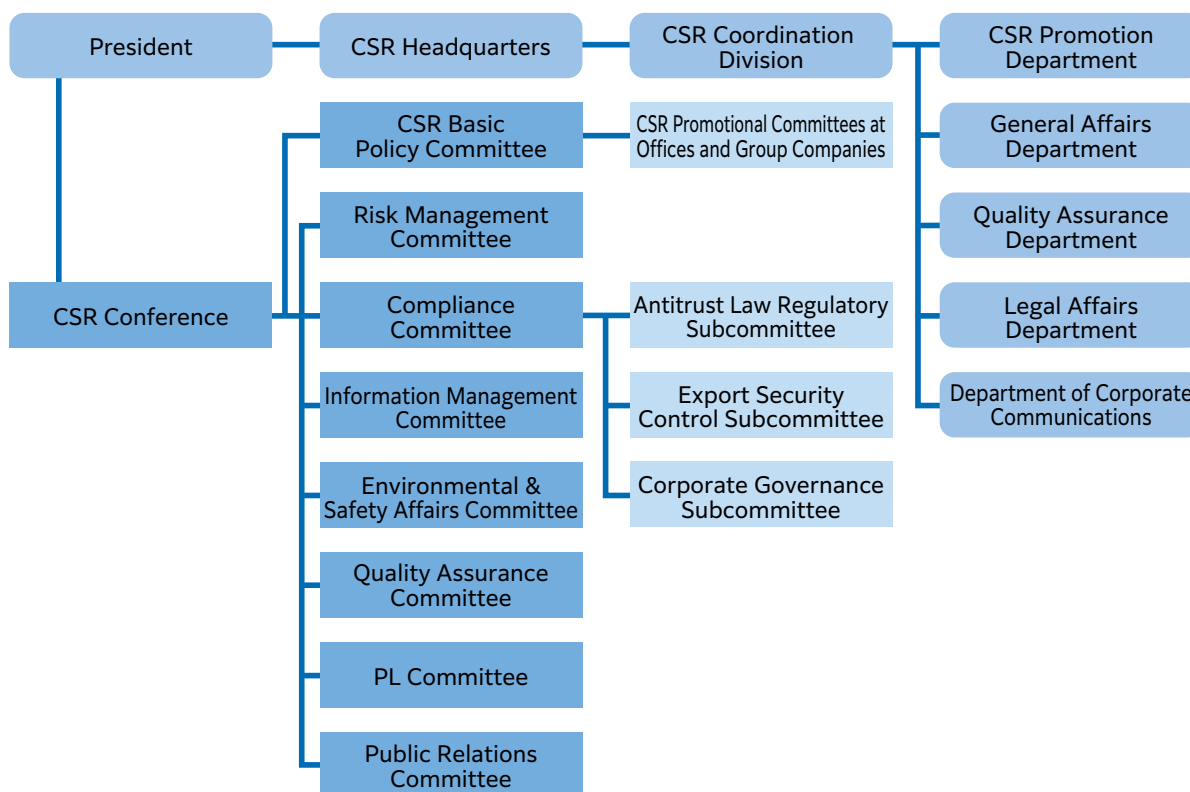 President
CSR Headquarters
CSR Coordination
Division
CSR Promotion
Department
CSR Basic
Policy Committee
CSR Promotional Committees at
Offices and Group Companies
General Affairs
Department
Risk Management
Committee
Quality Assurance
Department
CSR Conference
Compliance
Committee
Antitrust Law Regulatory
Subcommittee
Legal Affairs
Department
Information Management
Committee
Export Security
Control Subcommittee
Department of Corporate
Communications
Environmental &
Safety Affairs Committee
Corporate Governance
Subcommittee
Quality Assurance
Committee
PL Committee
Public Relations
Committee